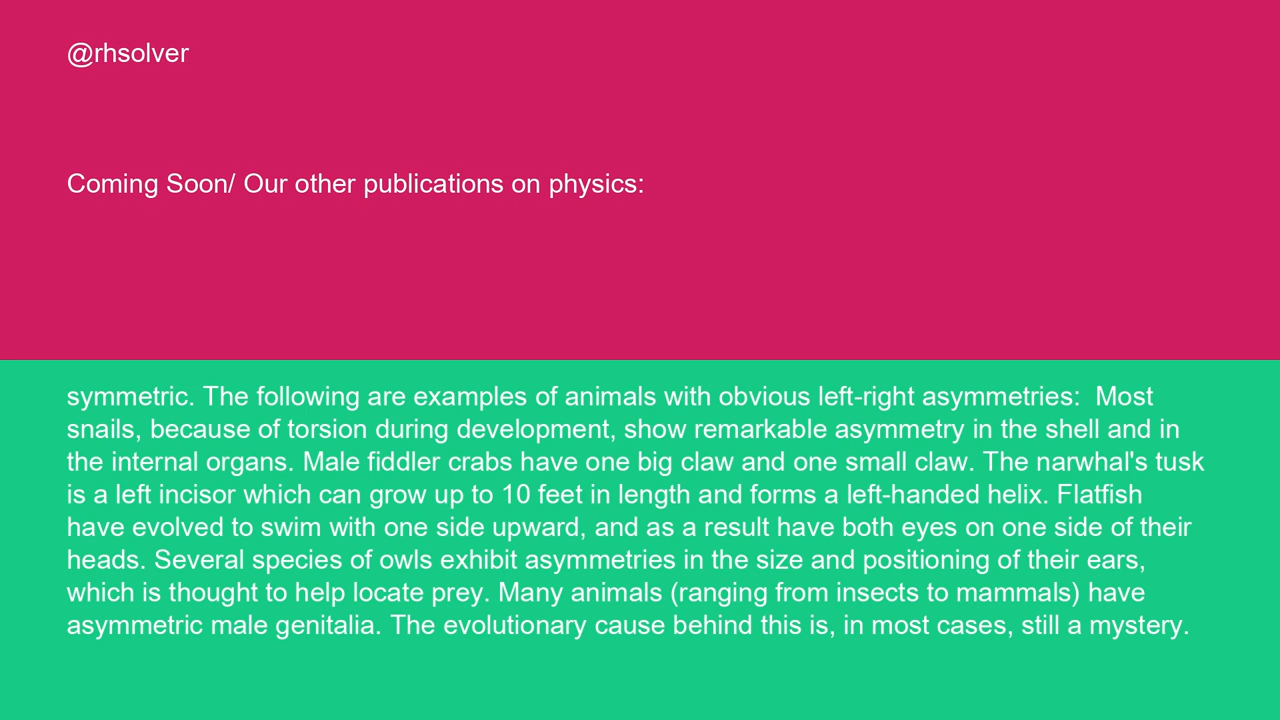 @rhsolver
Coming Soon/ Our other publications on physics:
symmetric. The following are examples of animals with obvious left-right asymmetries:  Most
snails, because of torsion during development, show remarkable asymmetry in the shell and in
the internal organs. Male fiddler crabs have one big claw and one small claw. The narwhal's tusk
is a left incisor which can grow up to 10 feet in length and forms a left-handed helix. Flatfish
have evolved to swim with one side upward, and as a result have both eyes on one side of their
heads. Several species of owls exhibit asymmetries in the size and positioning of their ears,
which is thought to help locate prey. Many animals (ranging from insects to mammals) have
asymmetric male genitalia. The evolutionary cause behind this is, in most cases, still a mystery.